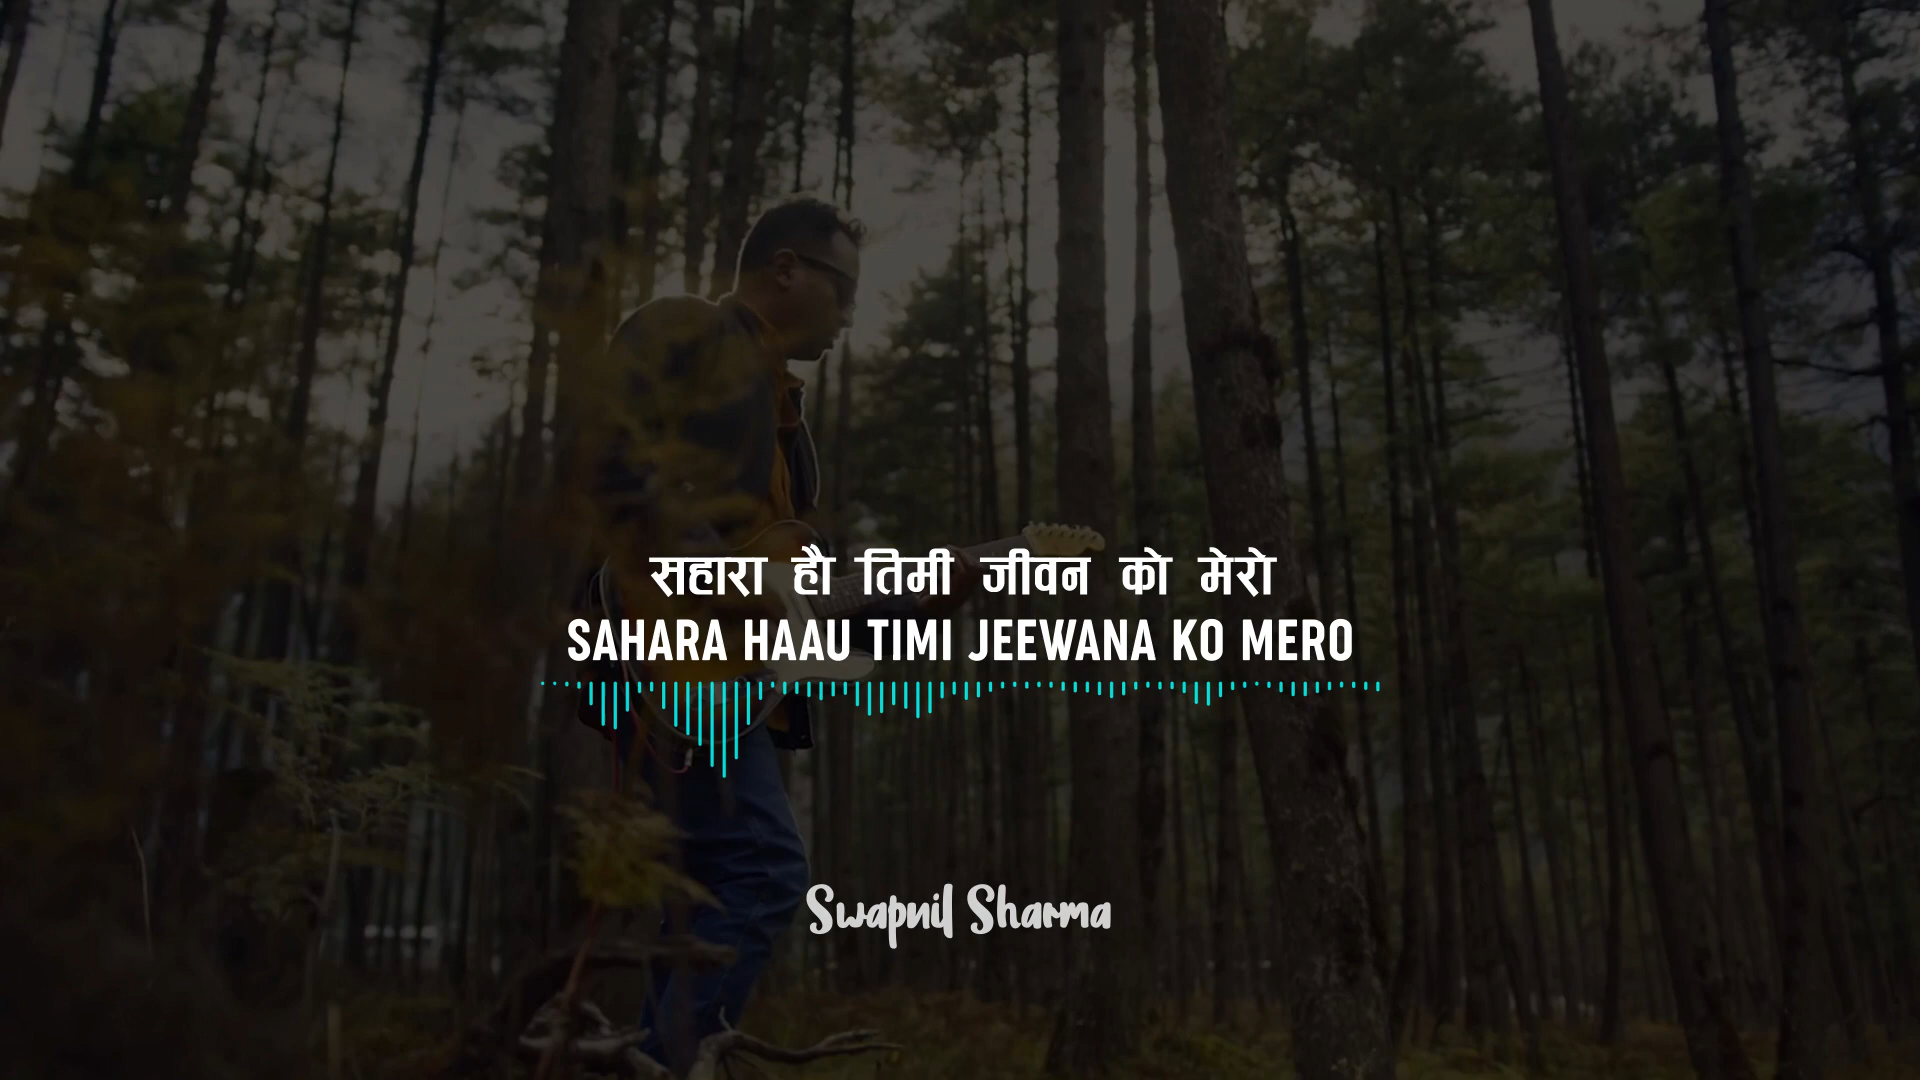 सहारा हौ तिमी जीवन को मेरो
SAHARA HAAU TIMI JEEWANA KO MERO
Swapnil Sharma